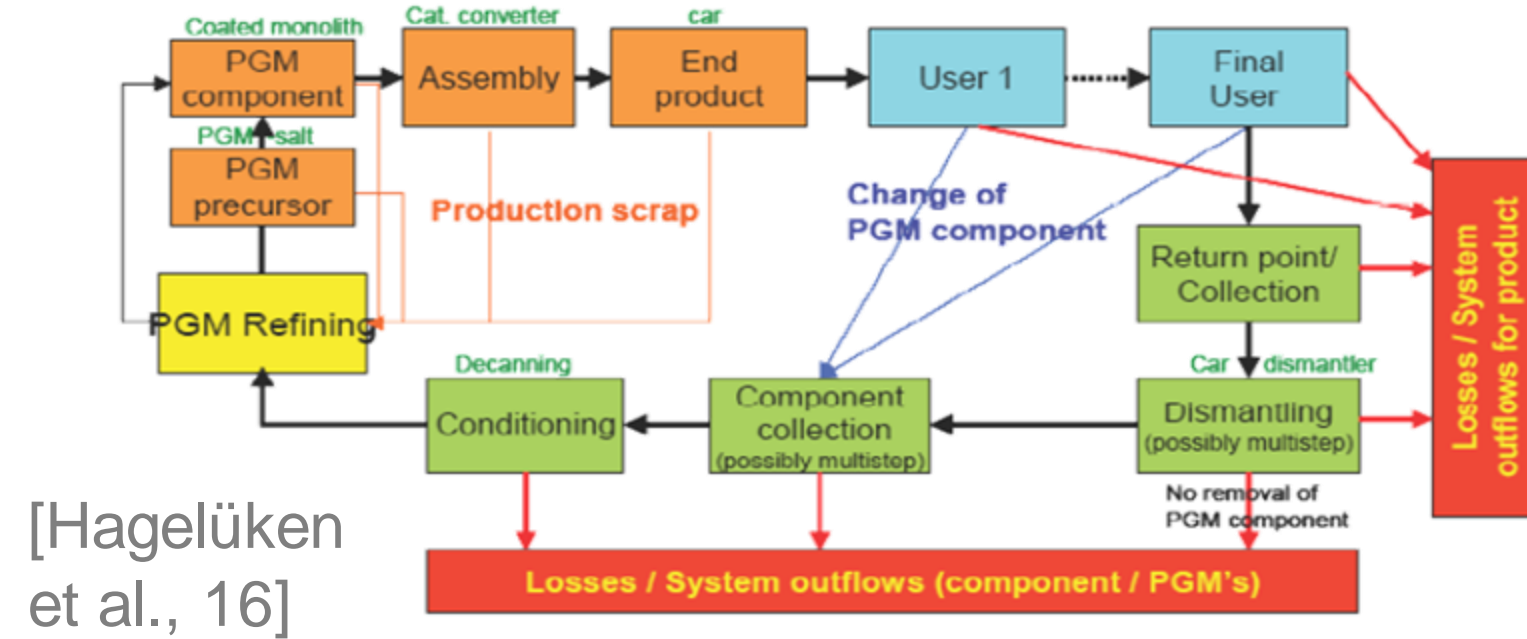 Coated monolith
PGM
component
Cat. converter
Assembly
car
End
product
User 1
Final
User
PGM salt
PGM
precursor
Production scrap
Change of
PGM component
Return point/
Collection
Losses / System
outflows for product
PGM Refining
Decanning
Conditioning
Component
collection
(possibly multistep)
Car dismantler
Dismantling
(possibly multistep)
No removal of
PGM component
Losses / System outflows (component / PGM's)
[Hagelüken
et al., 16]